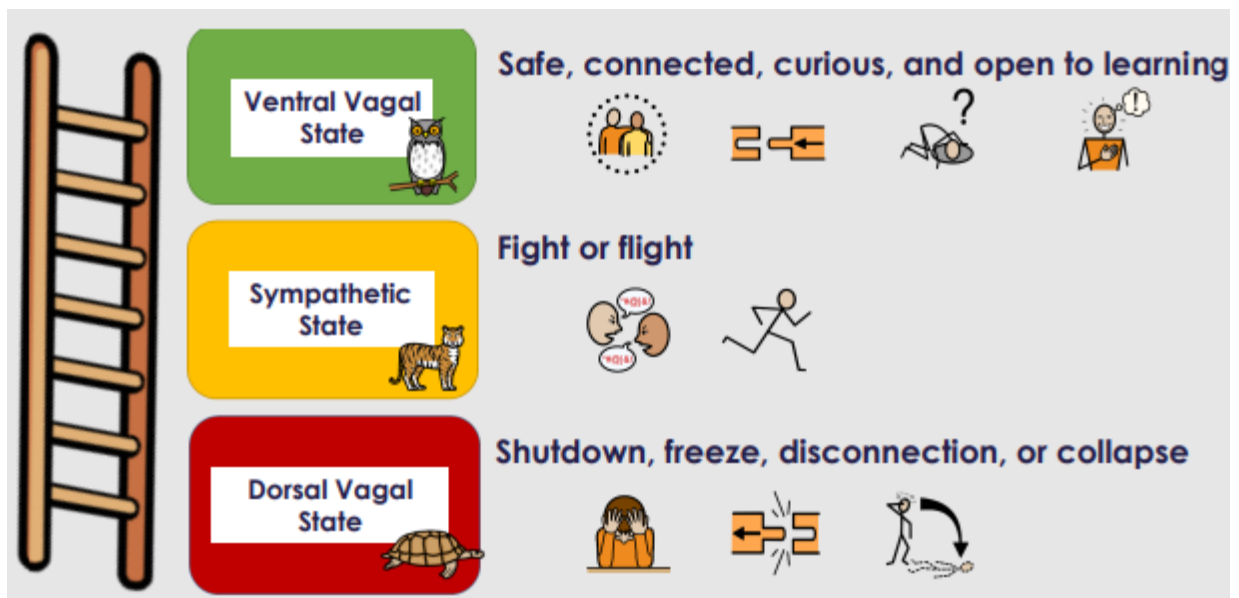 Safe, connected, curious, and open to learning
Ventral Vagal
State
?
!
Fight or flight
Sympathetic
State
Shutdown, freeze, disconnection, or collapse
Dorsal Vagal
State